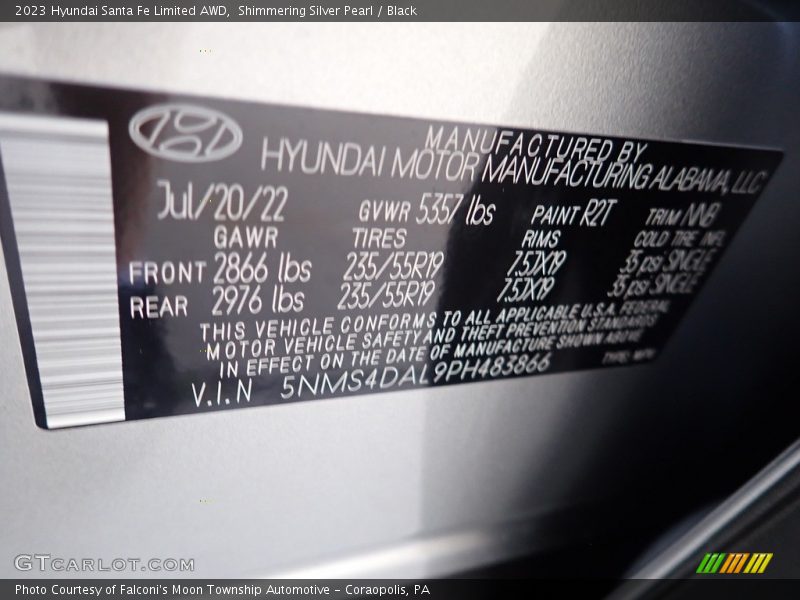 2023 Hyundai Santa Fe Limited AWD,  Shimmering Silver Pearl / Black
MANUFACTURED BY
HYUNDAI MOTOR MANUFACTURING ALABAMA, LLC
Jul/20/22 GVWR 5357 lbs PAINT R2T TRIM NNB
GAWR TIRES RIMS COLD TIRE INFL
FRONT 2866 lbs 235/55R19 7.5JX19 35 psi SINGLE
REAR 2976 lbs 235/55R19 7.5JX19 35 psi SINGLE
THIS VEHICLE CONFORMS TO ALL APPLICABLE U.S.A. FEDERAL
MOTOR VEHICLE SAFETY AND THEFT PREVENTION STANDARDS
IN EFFECT ON THE DATE OF MANUFACTURE SHOWN ABOVE
V.I.N 5NMS4DAL9PH483866 TYPE: MPV
GTCARLOT.COM
Photo Courtesy of Falconi's Moon Township Automotive - Coraopolis, PA